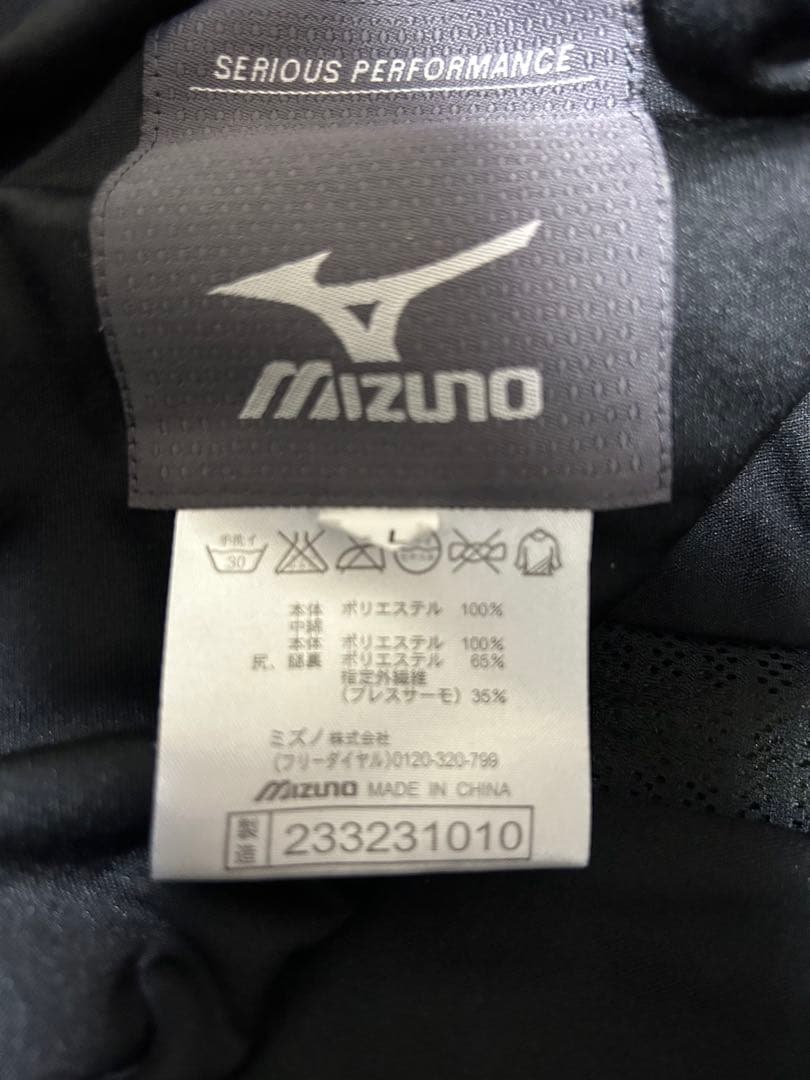 SERIOUS PERFORMANCE
MIZUNO
L
手洗イ
30
本体 ポリエステル 100%
中綿
本体 ポリエステル 100%
尻、膝裏 ポリエステル 65%
指定外繊維
(ブレスサーモ) 35%
ミズノ株式会社
(フリーダイヤル)0120-320-799
MIZUNO MADE IN CHINA
233231010